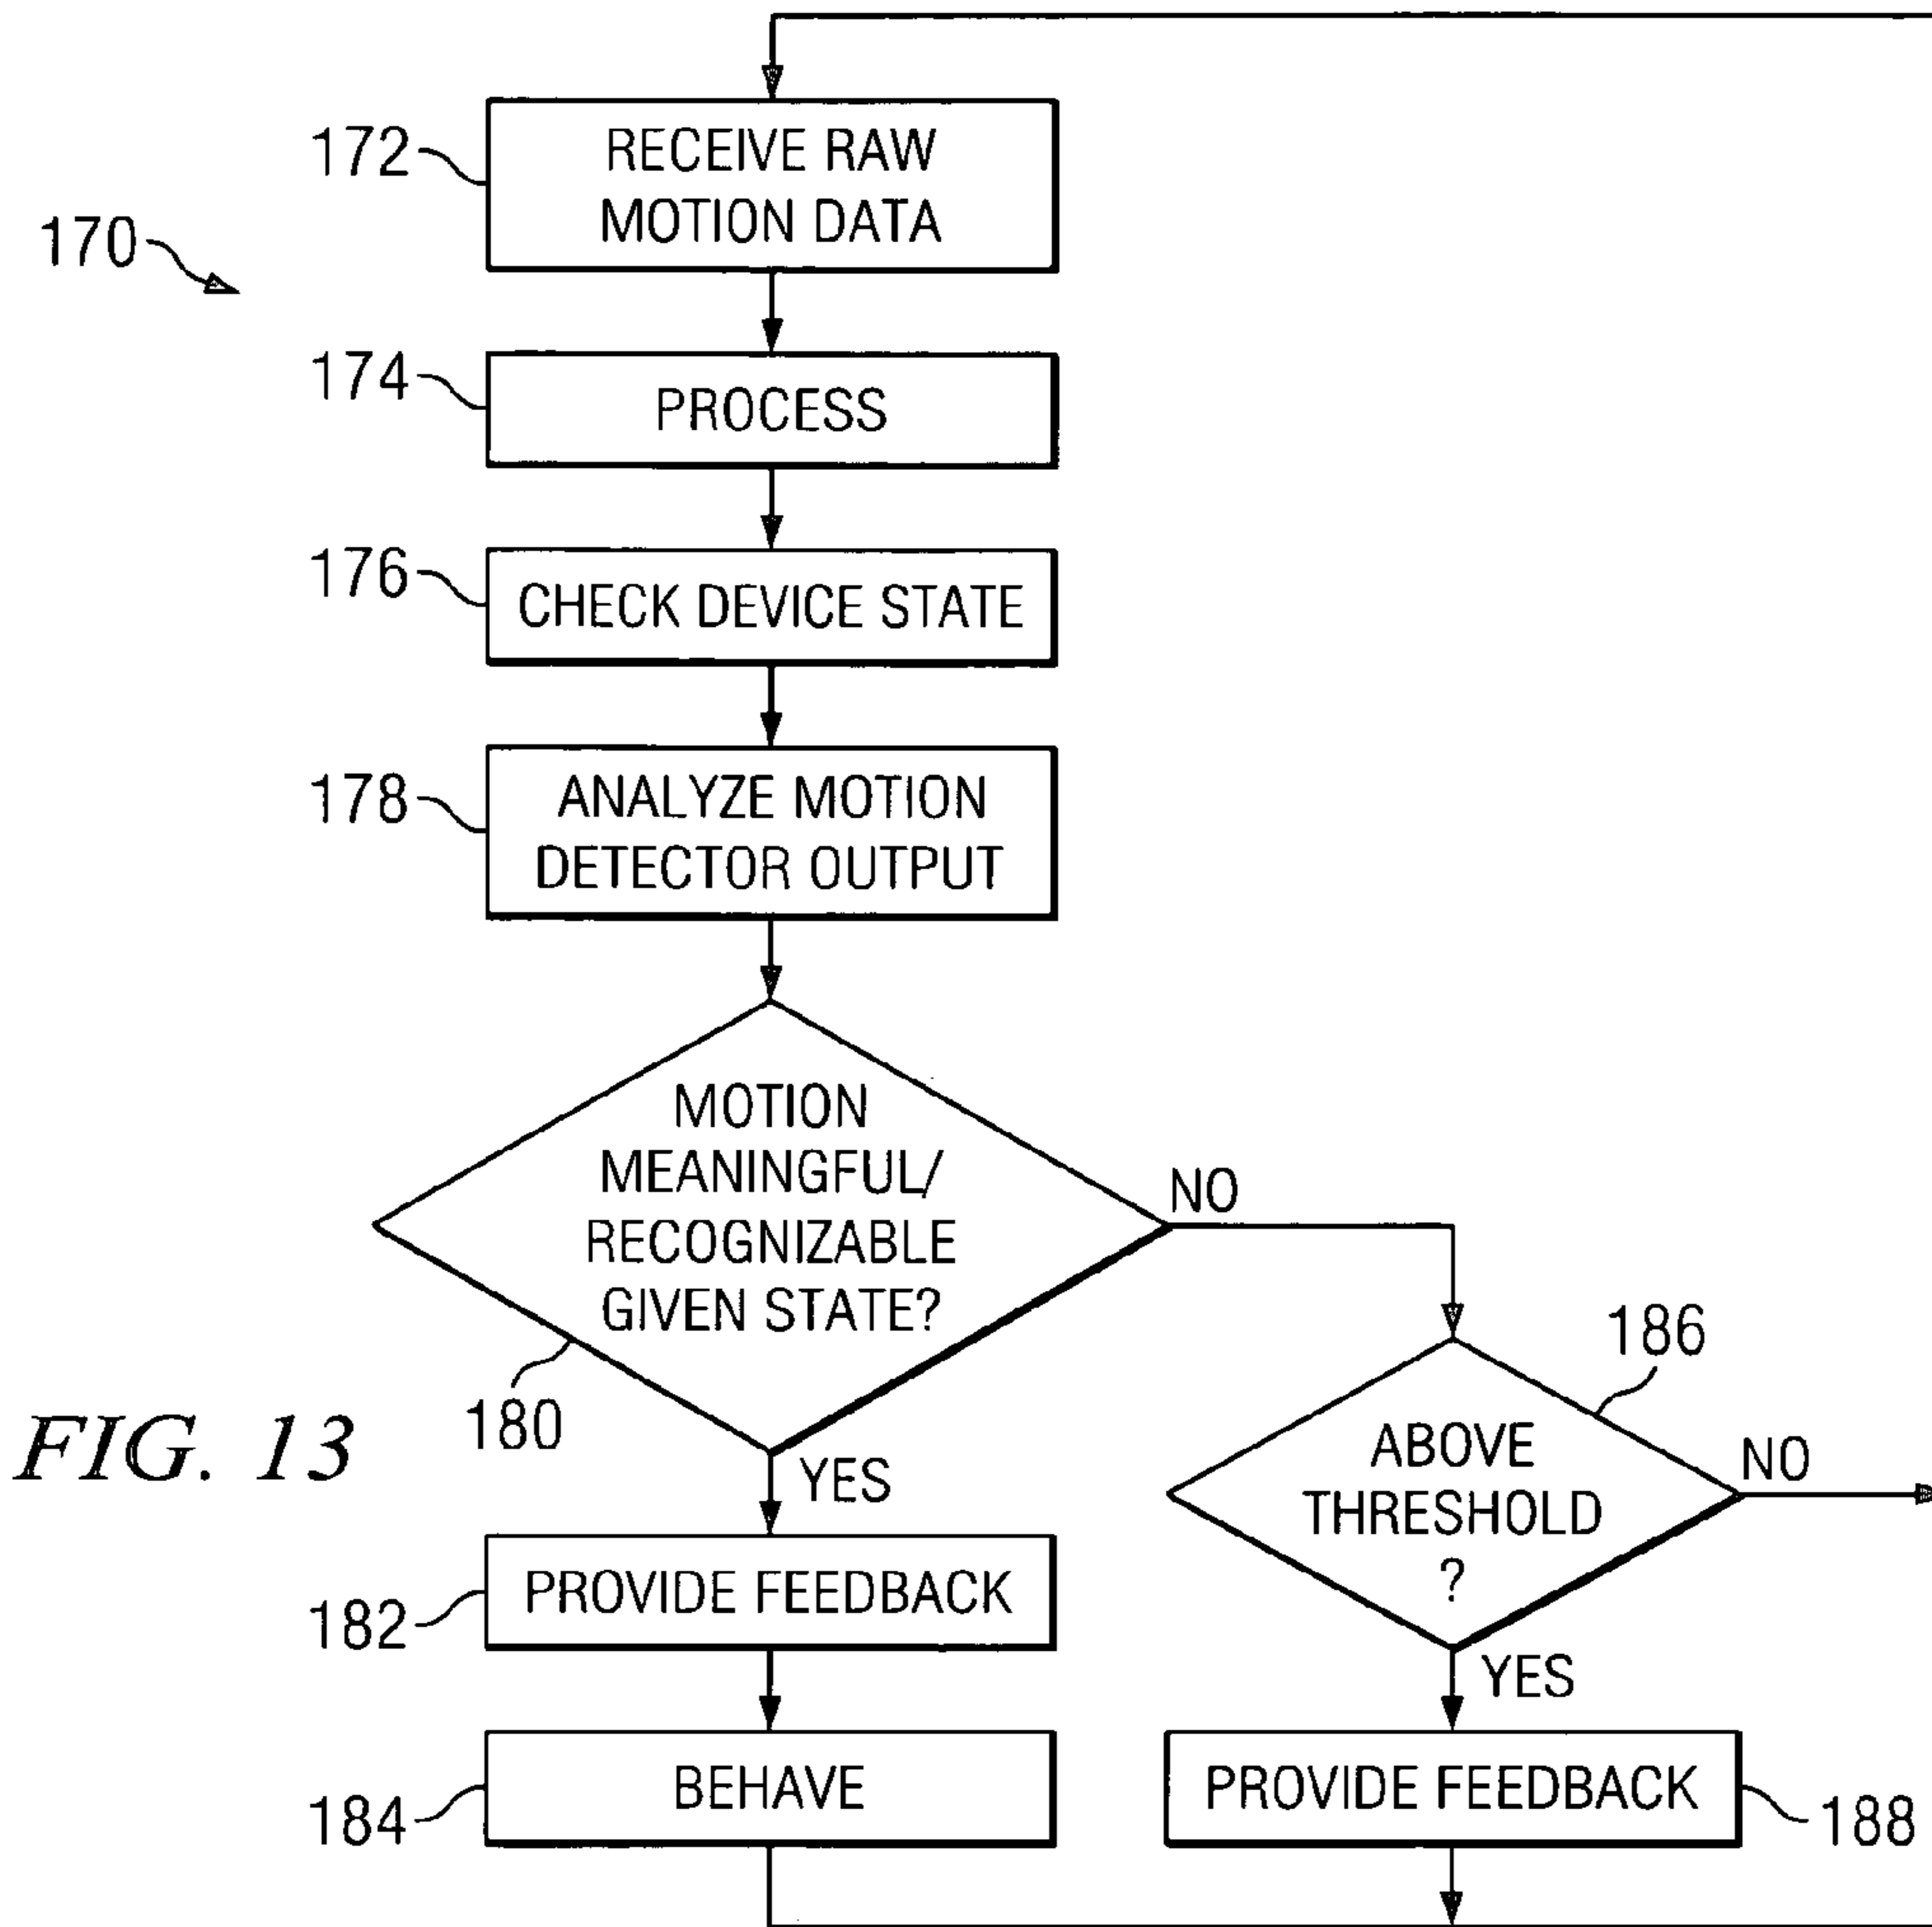 172
RECEIVE RAW
MOTION DATA
170
174
PROCESS
176
CHECK DEVICE STATE
178
ANALYZE MOTION
DETECTOR OUTPUT
MOTION
MEANINGFUL/
RECOGNIZABLE
GIVEN STATE?
NO
180
186
ABOVE
THRESHOLD
?
NO
FIG. 13
YES
182
PROVIDE FEEDBACK
YES
184
BEHAVE
PROVIDE FEEDBACK
188